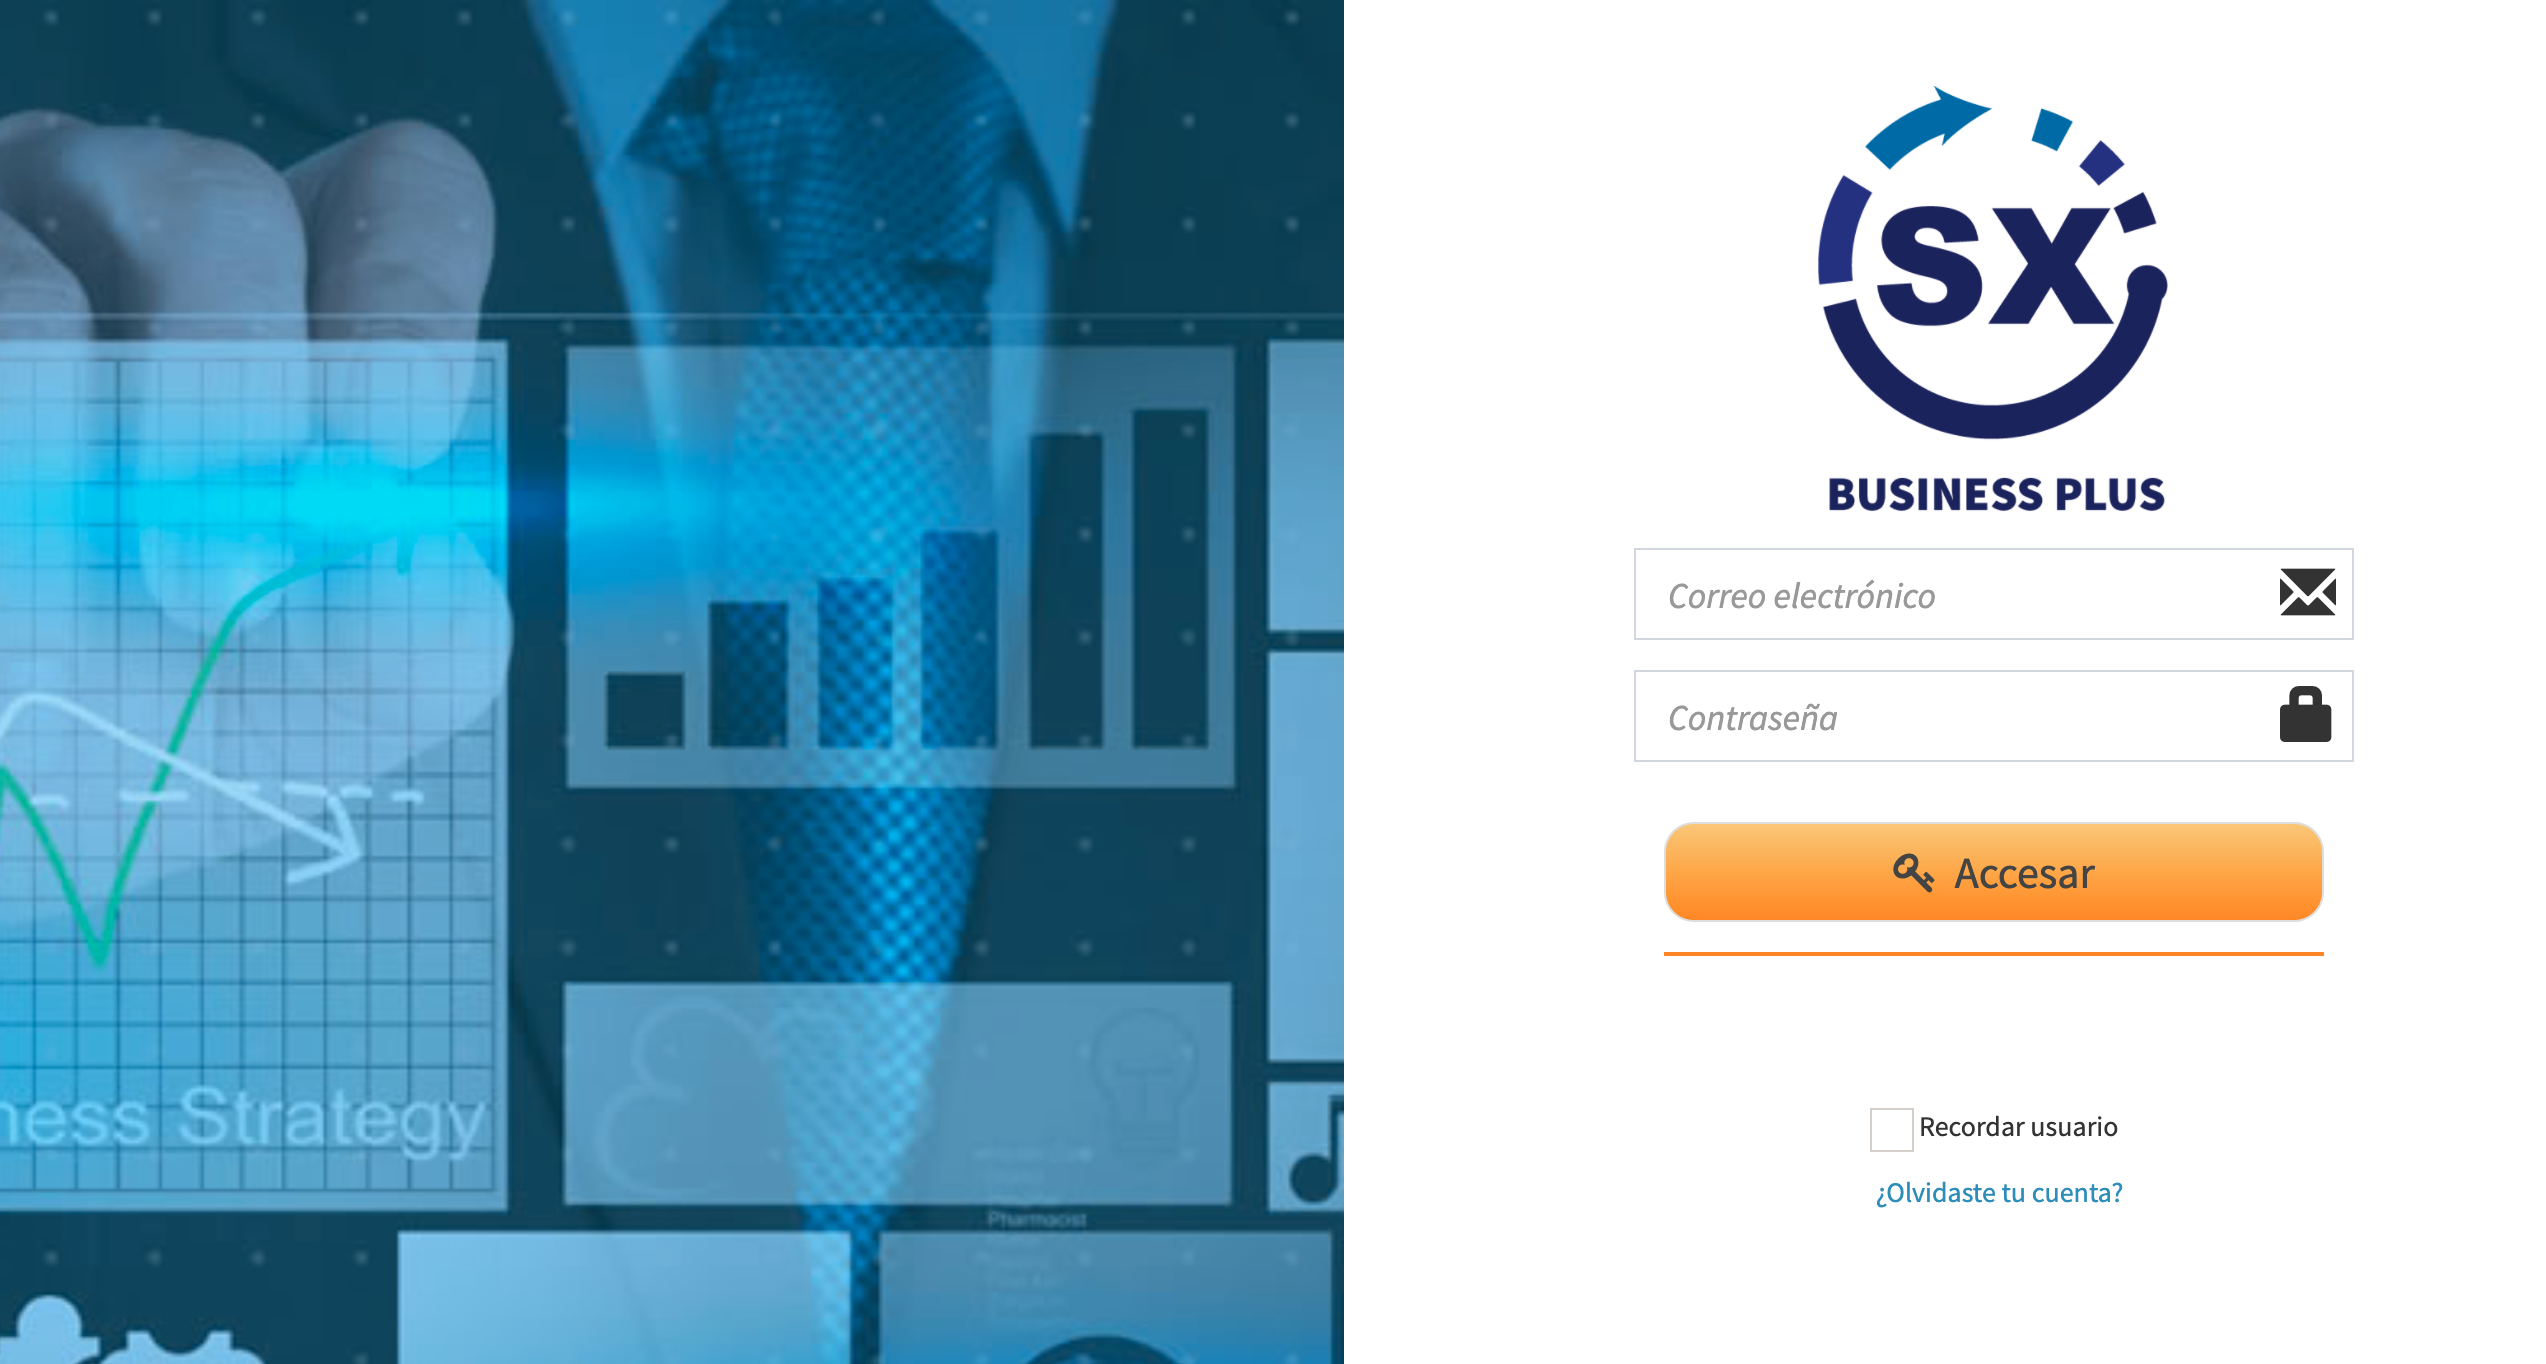 ness Strategy
Pharmacist
SX
BUSINESS PLUS
Correo electrónico
Contraseña
Accesar
Recordar usuario
¿Olvidaste tu cuenta?